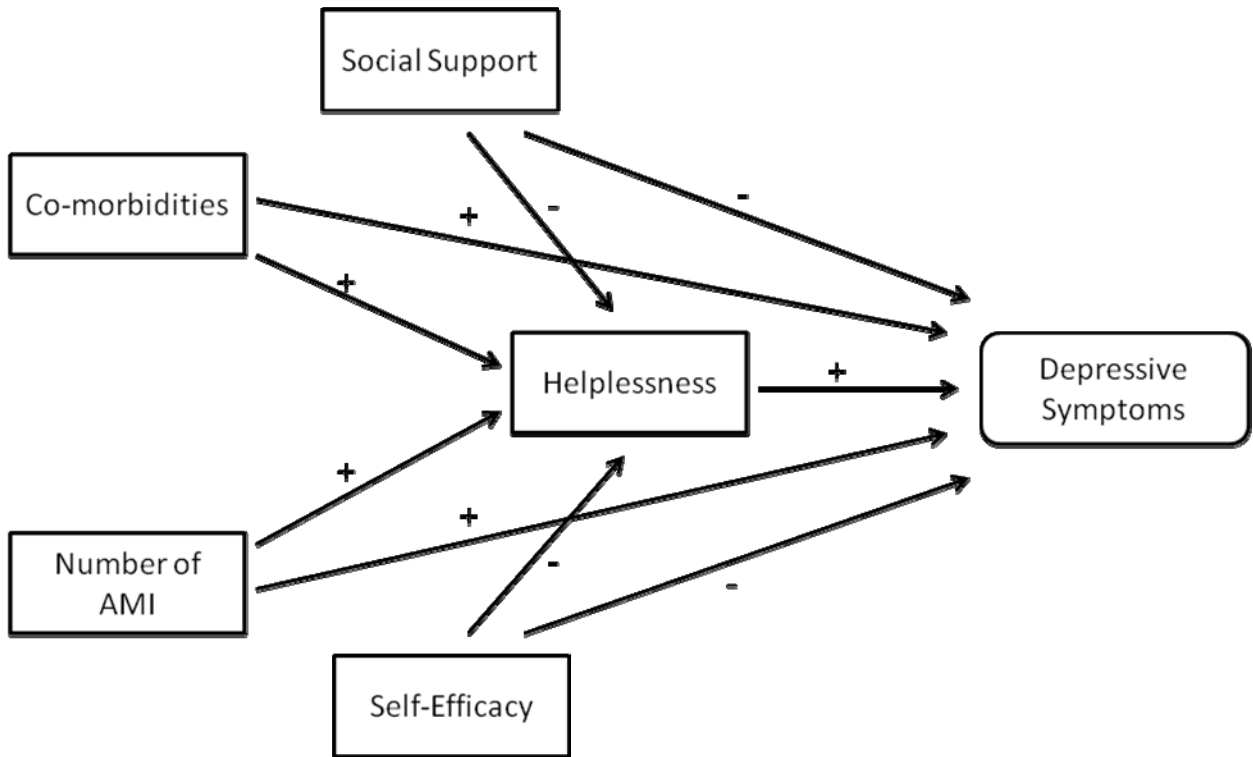 Social Support
Co-morbidities
+
-
-
+
Helplessness
+
Depressive
Symptoms
+
+
-
-
Number of
AMI
Self-Efficacy